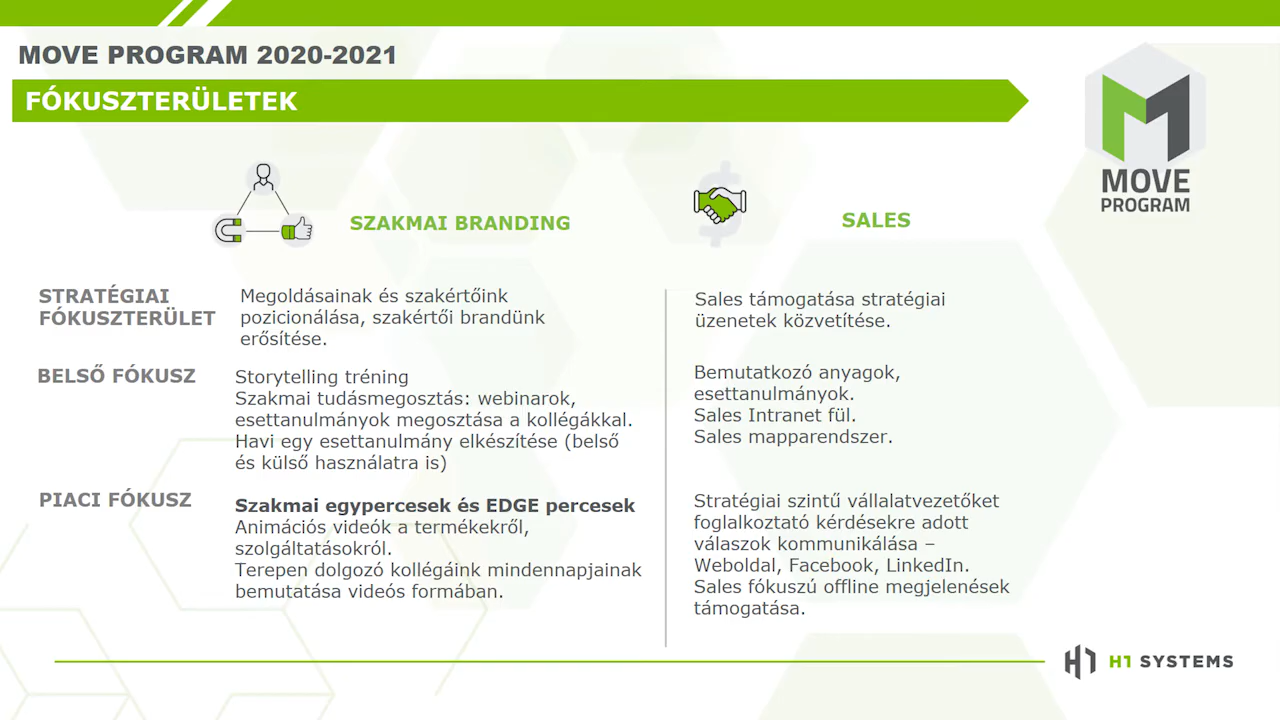 MOVE PROGRAM 2020-2021
FÓKUSZTERÜLETEK
MOVE
PROGRAM
SZAKMAI BRANDING
SALES
STRATÉGIAI
FÓKUSZTERÜLET
Megoldásainak és szakértőink
pozicionálása, szakértői brandünk
erősítése.
Sales támogatása stratégiai
üzenetek közvetítése.
BELSŐ FÓKUSZ
Storytelling tréning
Szakmai tudásmegosztás: webinarok,
esettanulmányok megosztása a kollégákkal.
Havi egy esettanulmány elkészítése (belső
és külső használatra is)
Bemutatkozó anyagok,
esettanulmányok.
Sales Intranet fül.
Sales mapparendszer.
PIACI FÓKUSZ
Szakmai egypercesek és EDGE percesek
Animációs videók a termékekről,
szolgáltatásokról.
Terepen dolgozó kollégáink mindennapjainak
bemutatása videós formában.
Stratégiai szintű vállalatvezetőket
foglalkoztató kérdésekre adott
válaszok kommunikálása –
Weboldal, Facebook, LinkedIn.
Sales fókuszú offline megjelenések
támogatása.
H1 SYSTEMS